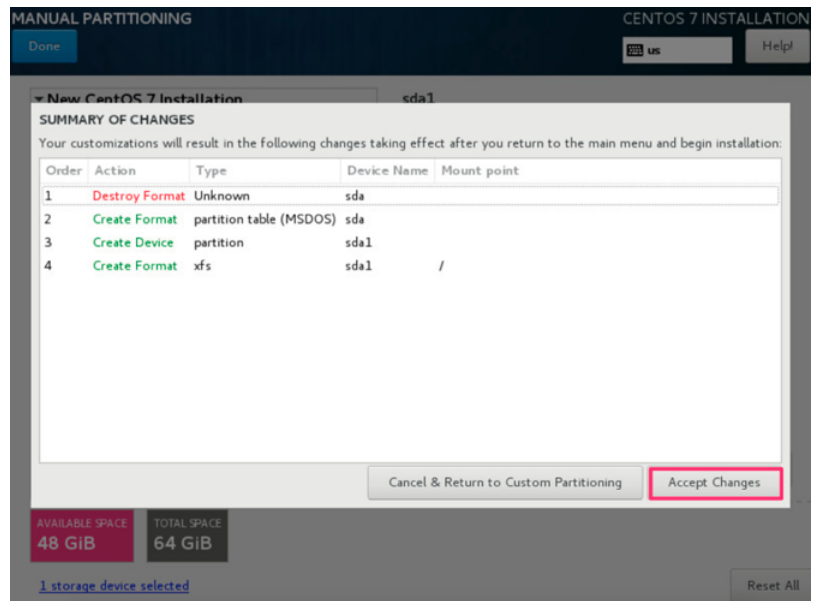 MANUAL PARTITIONING
CENTOS 7 INSTALLATION
Done
us
Help!
New CentOS 7 Installation
sda1
SUMMARY OF CHANGES
Your customizations will result in the following changes taking effect after you return to the main menu and begin installation:
Order Action Type Device Name Mount point
1 Destroy Format Unknown sda
2 Create Format partition table (MSDOS) sda
3 Create Device partition sda1
4 Create Format xfs sda1 /
Cancel & Return to Custom Partitioning
Accept Changes
AVAILABLE SPACE TOTAL SPACE
48 GiB 64 GiB
1 storage device selected
Reset All